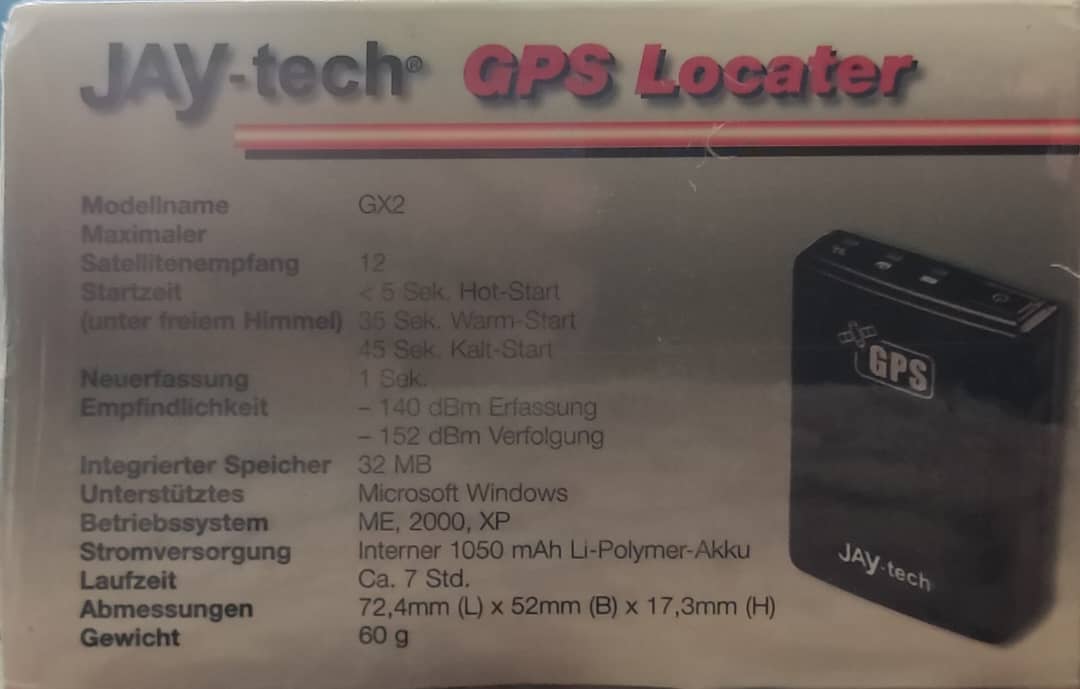 JAY-tech® GPS Locater
Modellname GX2
Maximaler
Satellitenempfang 12
Startzeit < 5 Sek. Hot-Start
(unter freiem Himmel) 35 Sek. Warm-Start
45 Sek. Kalt-Start
Neuerfassung 1 Sek.
Empfindlichkeit – 140 dBm Erfassung
– 152 dBm Verfolgung
Integrierter Speicher 32 MB
Unterstütztes Microsoft Windows
Betriebssystem ME, 2000, XP
Stromversorgung Interner 1050 mAh Li-Polymer-Akku
Laufzeit Ca. 7 Std.
Abmessungen 72,4mm (L) x 52mm (B) x 17,3mm (H)
Gewicht 60 g
GPS
JAY-tech